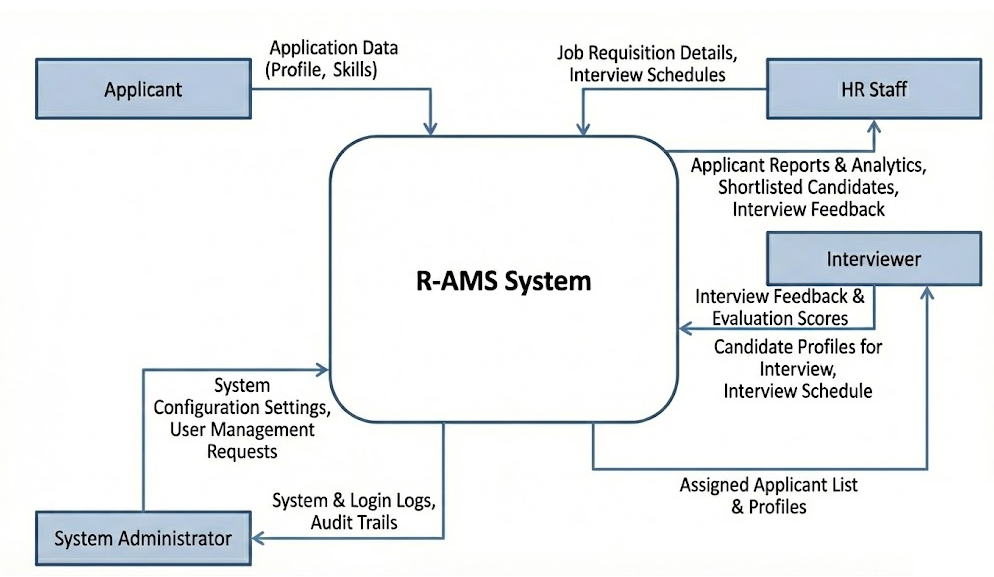 Application Data
(Profile, Skills)
Job Requisition Details,
Interview Schedules
Applicant
HR Staff
Applicant Reports & Analytics,
Shortlisted Candidates,
Interview Feedback
R-AMS System
Interviewer
Interview Feedback &
Evaluation Scores
Candidate Profiles for
Interview,
Interview Schedule
System
Configuration Settings,
User Management
Requests
Assigned Applicant List
& Profiles
System & Login Logs,
Audit Trails
System Administrator